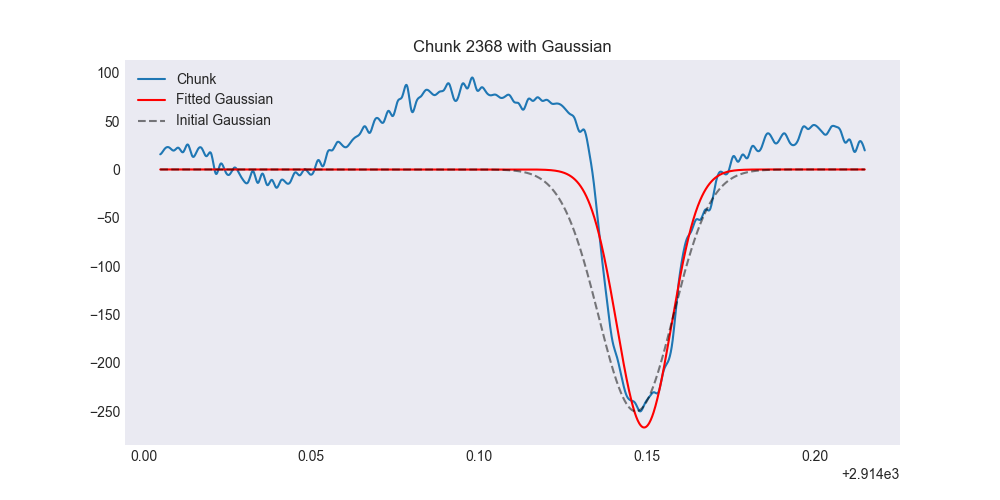 Chunk 2368 with Gaussian
Chunk
Fitted Gaussian
Initial Gaussian
100
50
0
−50
−100
−150
−200
−250
0.00 0.05 0.10 0.15 0.20
+2.914e3